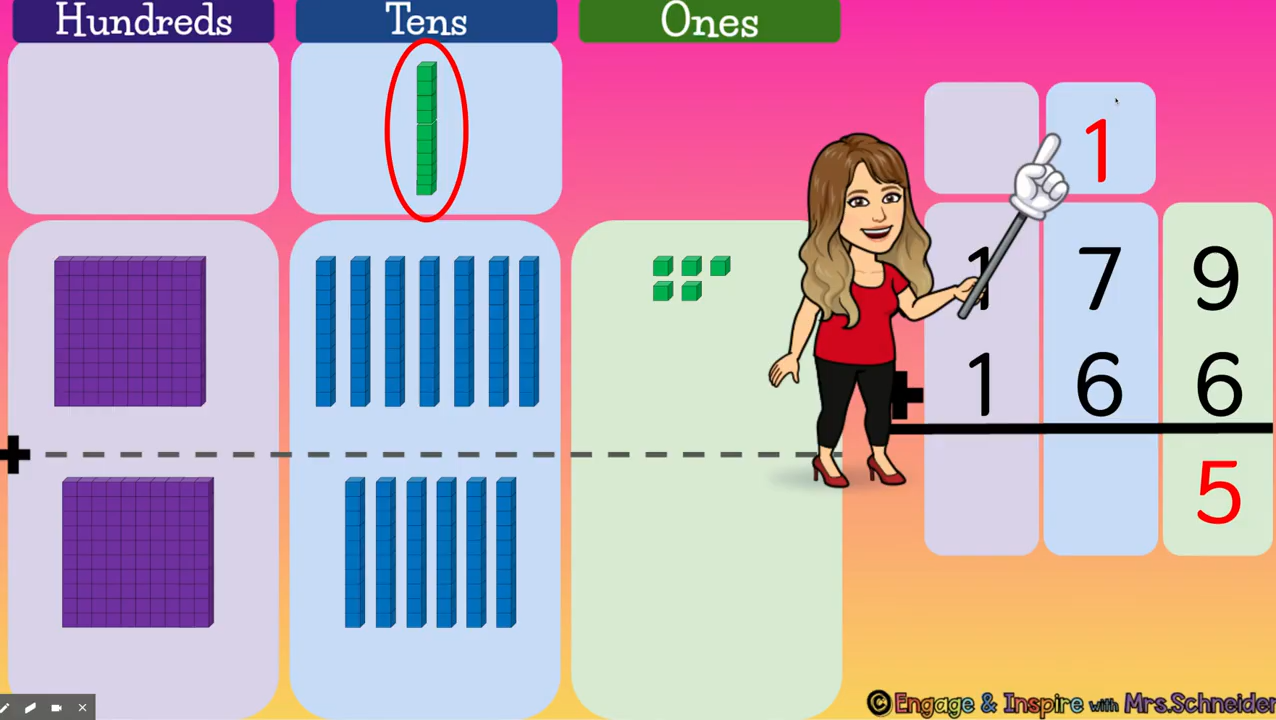 Hundreds Tens Ones
1
1 7 9
+ 1 6 6
5
+
© Engage & Inspire with Mrs.Schneider